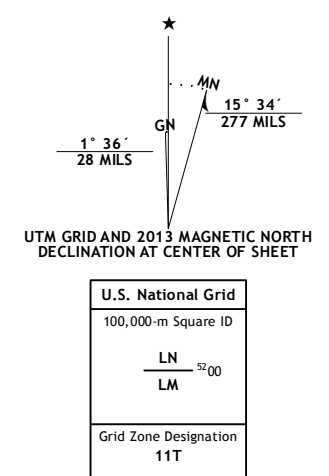 MN
GN
15° 34´
277 MILS
1° 36´
28 MILS
UTM GRID AND 2013 MAGNETIC NORTH
DECLINATION AT CENTER OF SHEET
U.S. National Grid
100,000-m Square ID
LN
5200
LM
Grid Zone Designation
11T